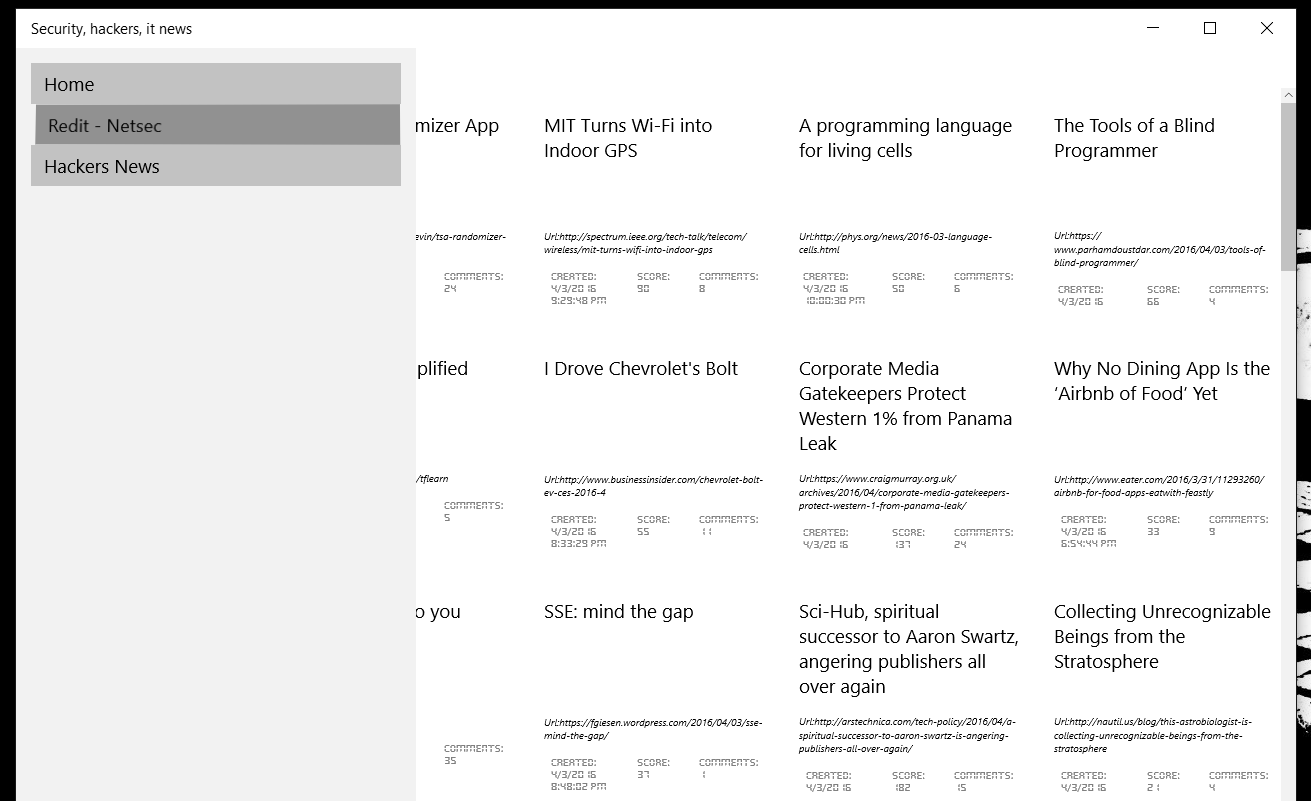 Security, hackers, it news
Home
Redit - Netsec
Hackers News
mizer App
MIT Turns Wi-Fi into
Indoor GPS
A programming language
for living cells
The Tools of a Blind
Programmer
evin/tsa-randomizer-
Url:http://spectrum.ieee.org/tech-talk/telecom/
wireless/mit-turns-wifi-into-indoor-gps
Url:http://phys.org/news/2016-03-language-
cells.html
Url:https://
www.parhamdoustdar.com/2016/04/03/tools-of-
blind-programmer/
COMMENTS:
24
CREATED: SCORE: COMMENTS:
4/3/2016 90 8
9:29:48 PM
CREATED: SCORE: COMMENTS:
4/3/2016 50 6
10:00:30 PM
CREATED: SCORE: COMMENTS:
4/3/2016 66 4
plified
I Drove Chevrolet's Bolt
Corporate Media
Gatekeepers Protect
Western 1% from Panama
Leak
Why No Dining App Is the
‘Airbnb of Food’ Yet
/tflearn
Url:http://www.businessinsider.com/chevrolet-bolt-
ev-ces-2016-4
Url:https://www.craigmurray.org.uk/
archives/2016/04/corporate-media-gatekeepers-
protect-western-1-from-panama-leak/
Url:http://www.eater.com/2016/3/31/11293260/
airbnb-for-food-apps-eatwith-feastly
COMMENTS:
5
CREATED: SCORE: COMMENTS:
4/3/2016 55 11
8:33:29 PM
CREATED: SCORE: COMMENTS:
4/3/2016 137 24
CREATED: SCORE: COMMENTS:
4/3/2016 33 9
6:54:44 PM
o you
SSE: mind the gap
Sci-Hub, spiritual
successor to Aaron Swartz,
angering publishers all
over again
Collecting Unrecognizable
Beings from the
Stratosphere
Url:https://fgiesen.wordpress.com/2016/04/03/sse-
mind-the-gap/
Url:http://arstechnica.com/tech-policy/2016/04/a-
spiritual-successor-to-aaron-swartz-is-angering-
publishers-all-over-again/
Url:http://nautil.us/blog/this-astrobiologist-is-
collecting-unrecognizable-beings-from-the-
stratosphere
COMMENTS:
35
CREATED: SCORE: COMMENTS:
4/3/2016 37 1
8:48:02 PM
CREATED: SCORE: COMMENTS:
4/3/2016 182 15
CREATED: SCORE: COMMENTS:
4/3/2016 21 4